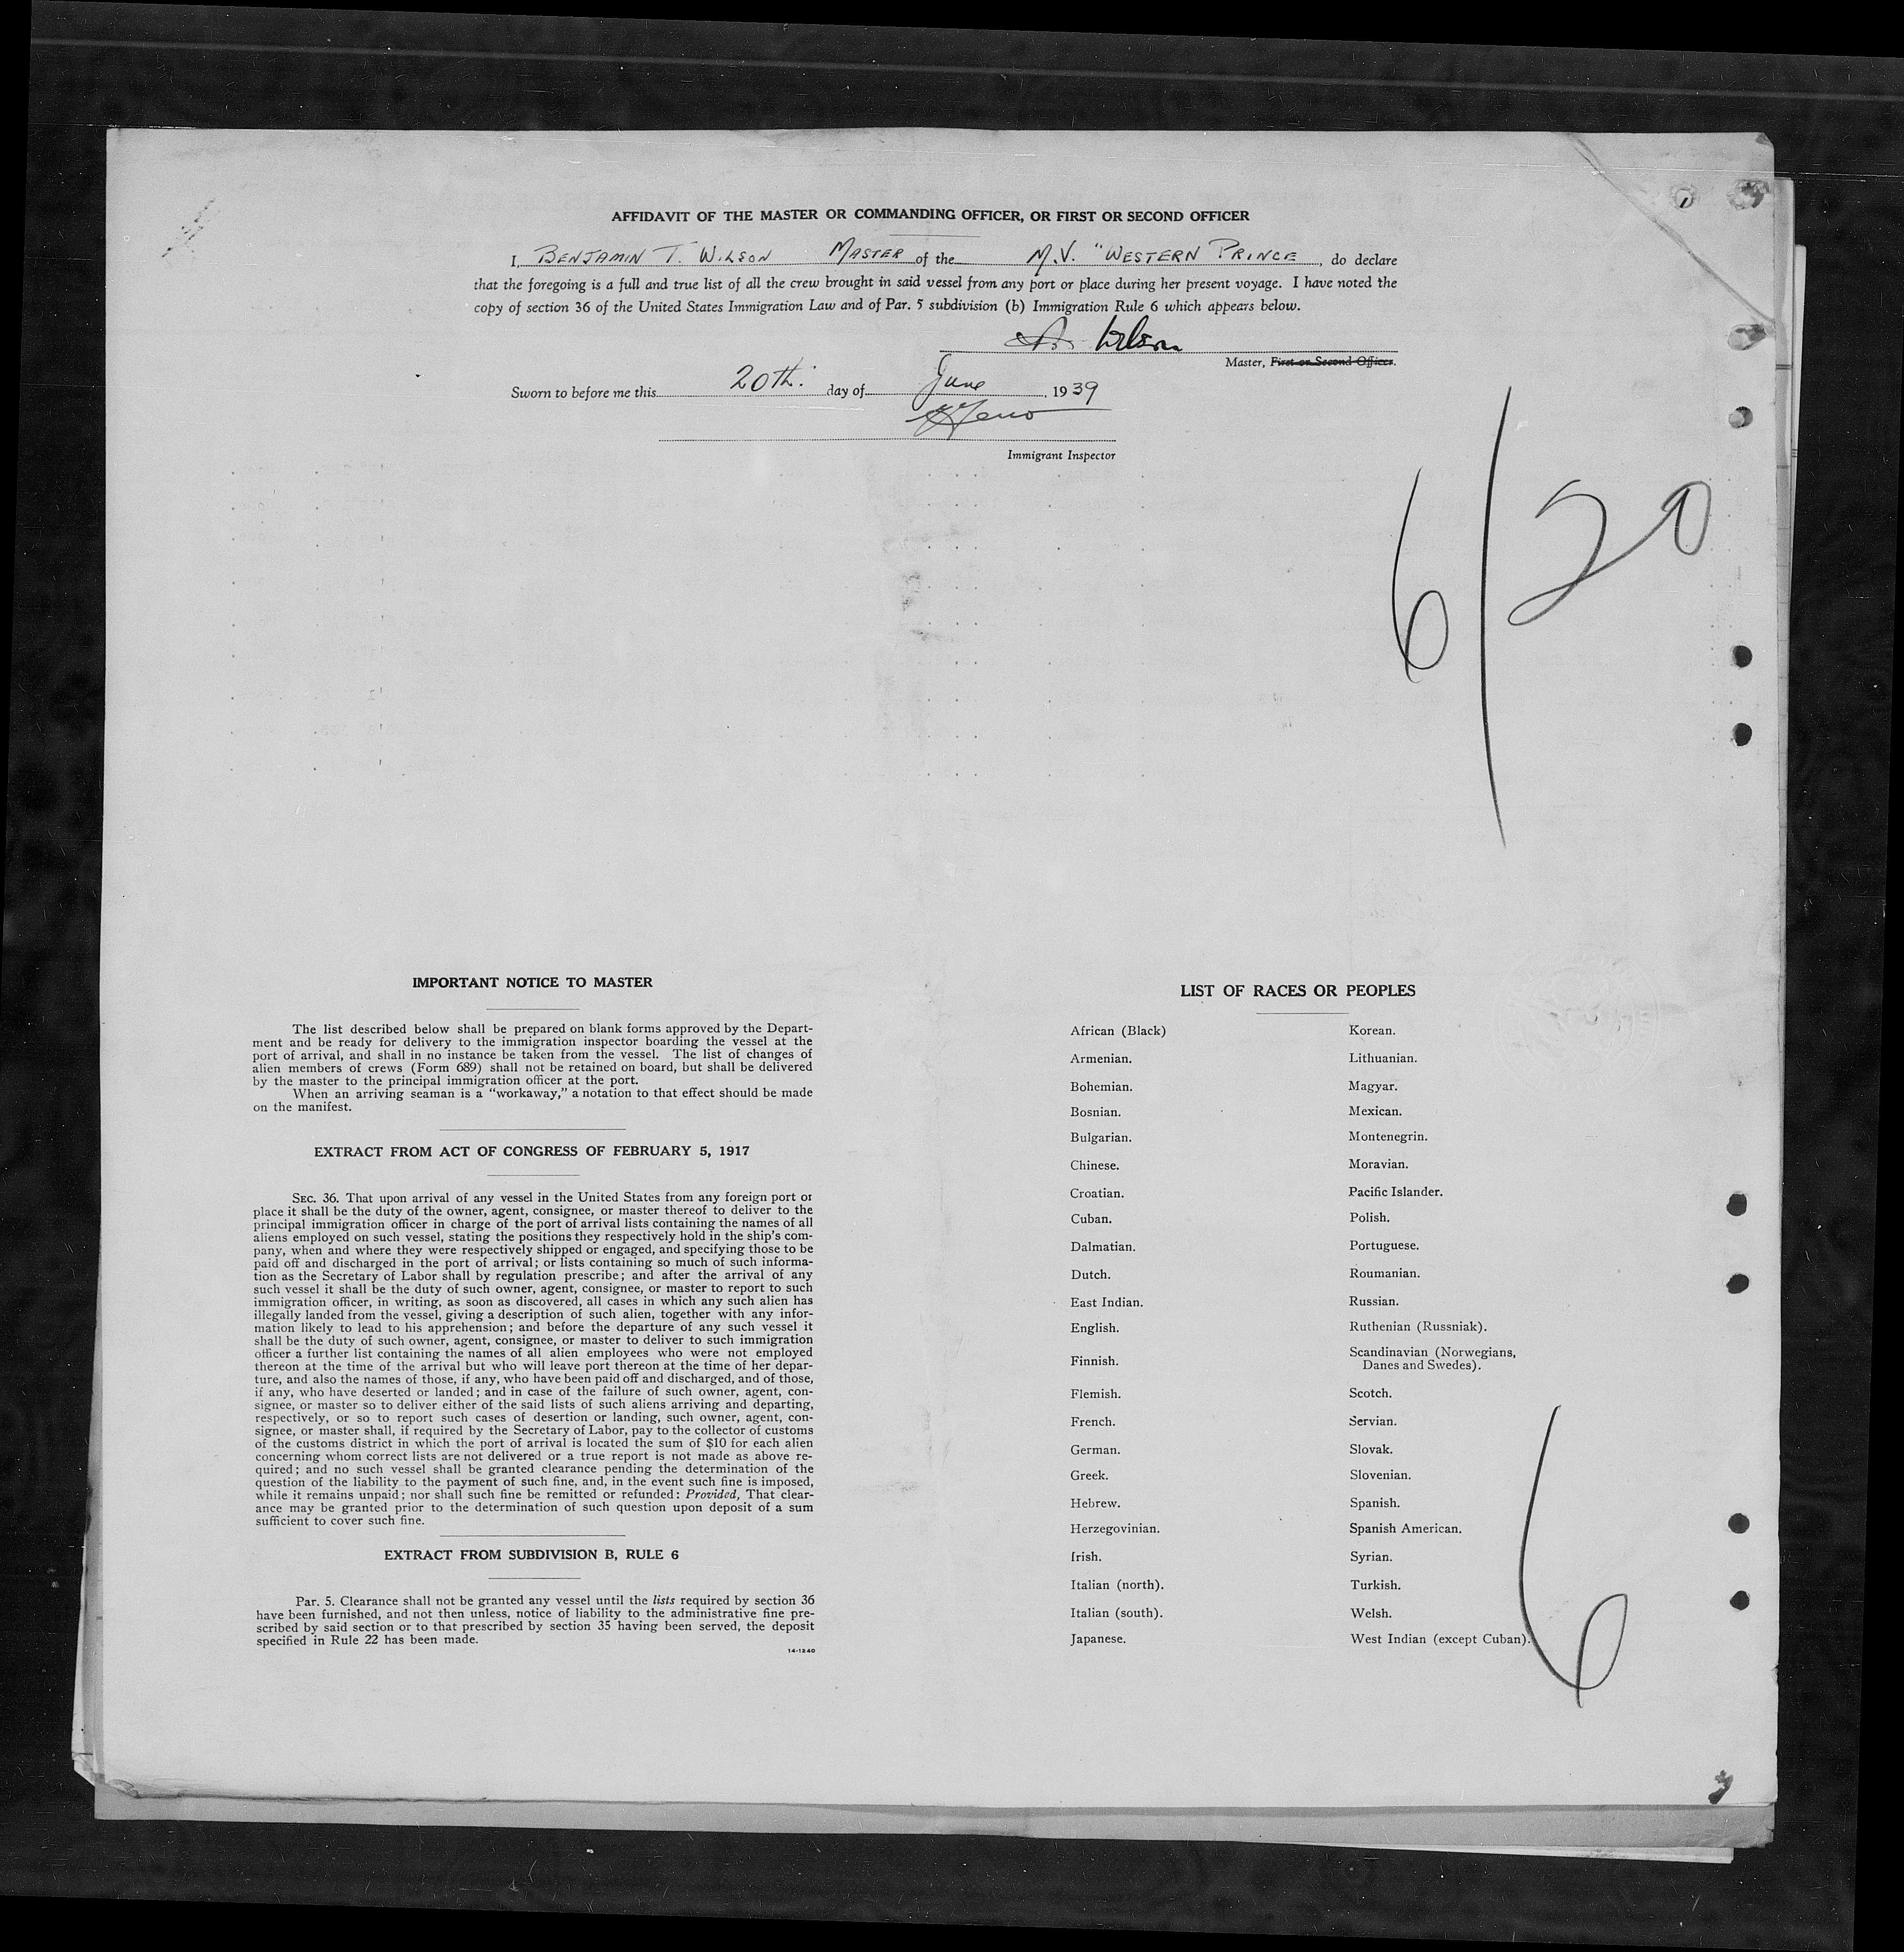 AFFIDAVIT OF THE MASTER OR COMMANDING OFFICER, OR FIRST OR SECOND OFFICER
I, BENJAMIN T. WILSON MASTER of the M.V. "WESTERN PRINCE, do declare
that the foregoing is a full and true list of all the crew brought in said vessel from any port or place during her present voyage. I have noted the
copy of section 36 of the United States Immigration Law and of Par. 5 subdivision (b) Immigration Rule 6 which appears below.
Wilson
Master, First or Second Officer.
Sworn to before me this 20th. day of June, 1939
Immigrant Inspector
6/20
IMPORTANT NOTICE TO MASTER
The list described below shall be prepared on blank forms approved by the Depart-
ment and be ready for delivery to the immigration inspector boarding the vessel at the
port of arrival, and shall in no instance be taken from the vessel. The list of changes of
alien members of crews (Form 689) shall not be retained on board, but shall be delivered
by the master to the principal immigration officer at the port.
When an arriving seaman is a "workaway," a notation to that effect should be made
on the manifest.
EXTRACT FROM ACT OF CONGRESS OF FEBRUARY 5, 1917
SEC. 36. That upon arrival of any vessel in the United States from any foreign port or
place it shall be the duty of the owner, agent, consignee, or master thereof to deliver to the
principal immigration officer in charge of the port of arrival lists containing the names of all
aliens employed on such vessel, stating the positions they respectively hold in the ship's com-
pany, when and where they were respectively shipped or engaged, and specifying those to be
paid off and discharged in the port of arrival; or lists containing so much of such informa-
tion as the Secretary of Labor shall by regulation prescribe; and after the arrival of any
such vessel it shall be the duty of such owner, agent, consignee, or master to report to such
immigration officer, in writing, as soon as discovered, all cases in which any such alien has
illegally landed from the vessel, giving a description of such alien, together with any infor-
mation likely to lead to his apprehension; and before the departure of any such vessel it
shall be the duty of such owner, agent, consignee, or master to deliver to such immigration
officer a further list containing the names of all alien employees who were not employed
thereon at the time of the arrival but who will leave port thereon at the time of her depar-
ture, and also the names of those, if any, who have been paid off and discharged, and of those,
if any, who have deserted or landed; and in case of the failure of such owner, agent, con-
signee, or master so to deliver either of the said lists of such aliens arriving and departing,
respectively, or so to report such cases of desertion or landing, such owner, agent, con-
signee, or master shall, if required by the Secretary of Labor, pay to the collector of customs
of the customs district in which the port of arrival is located the sum of $10 for each alien
concerning whom correct lists are not delivered or a true report is not made as above re-
quired; and no such vessel shall be granted clearance pending the determination of the
question of the liability to the payment of such fine, and, in the event such fine is imposed,
while it remains unpaid; nor shall such fine be remitted or refunded: Provided, That clear-
ance may be granted prior to the determination of such question upon deposit of a sum
sufficient to cover such fine.
EXTRACT FROM SUBDIVISION B, RULE 6
Par. 5. Clearance shall not be granted any vessel until the lists required by section 36
have been furnished, and not then unless, notice of liability to the administrative fine pre-
scribed by said section or to that prescribed by section 35 having been served, the deposit
specified in Rule 22 has been made.
14-1240
LIST OF RACES OR PEOPLES
African (Black)
Armenian.
Bohemian.
Bosnian.
Bulgarian.
Chinese.
Croatian.
Cuban.
Dalmatian.
Dutch.
East Indian.
English.
Finnish.
Flemish.
French.
German.
Greek.
Hebrew.
Herzegovinian.
Irish.
Italian (north).
Italian (south).
Japanese.
Korean.
Lithuanian.
Magyar.
Mexican.
Montenegrin.
Moravian.
Pacific Islander.
Polish.
Portuguese.
Roumanian.
Russian.
Ruthenian (Russniak).
Scandinavian (Norwegians,
Danes and Swedes).
Scotch.
Servian.
Slovak.
Slovenian.
Spanish.
Spanish American.
Syrian.
Turkish.
Welsh.
West Indian (except Cuban).
6